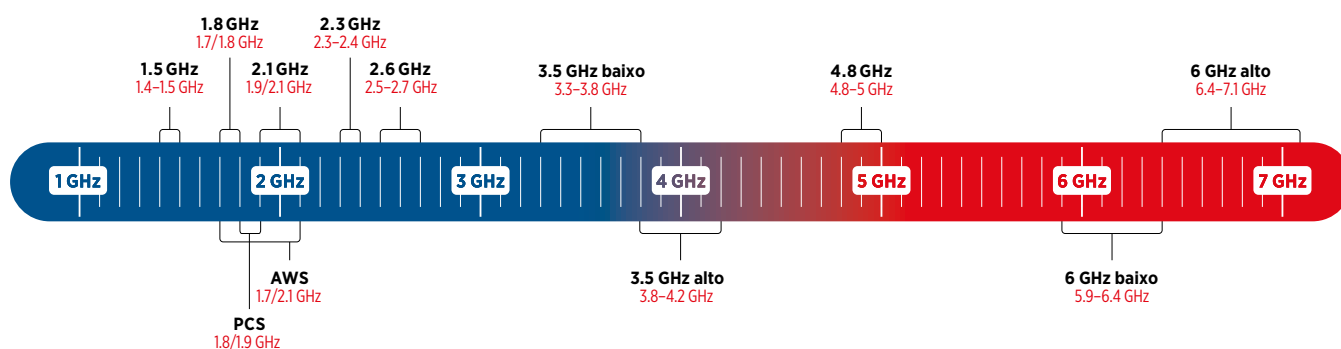 1.8 GHz
1.7/1.8 GHz
2.3 GHz
2.3–2.4 GHz
1.5 GHz
1.4–1.5 GHz
2.1 GHz
1.9/2.1 GHz
2.6 GHz
2.5–2.7 GHz
3.5 GHz baixo
3.3–3.8 GHz
4.8 GHz
4.8–5 GHz
6 GHz alto
6.4–7.1 GHz
1 GHz
2 GHz
3 GHz
4 GHz
5 GHz
6 GHz
7 GHz
AWS
1.7/2.1 GHz
3.5 GHz alto
3.8–4.2 GHz
6 GHz baixo
5.9–6.4 GHz
PCS
1.8/1.9 GHz